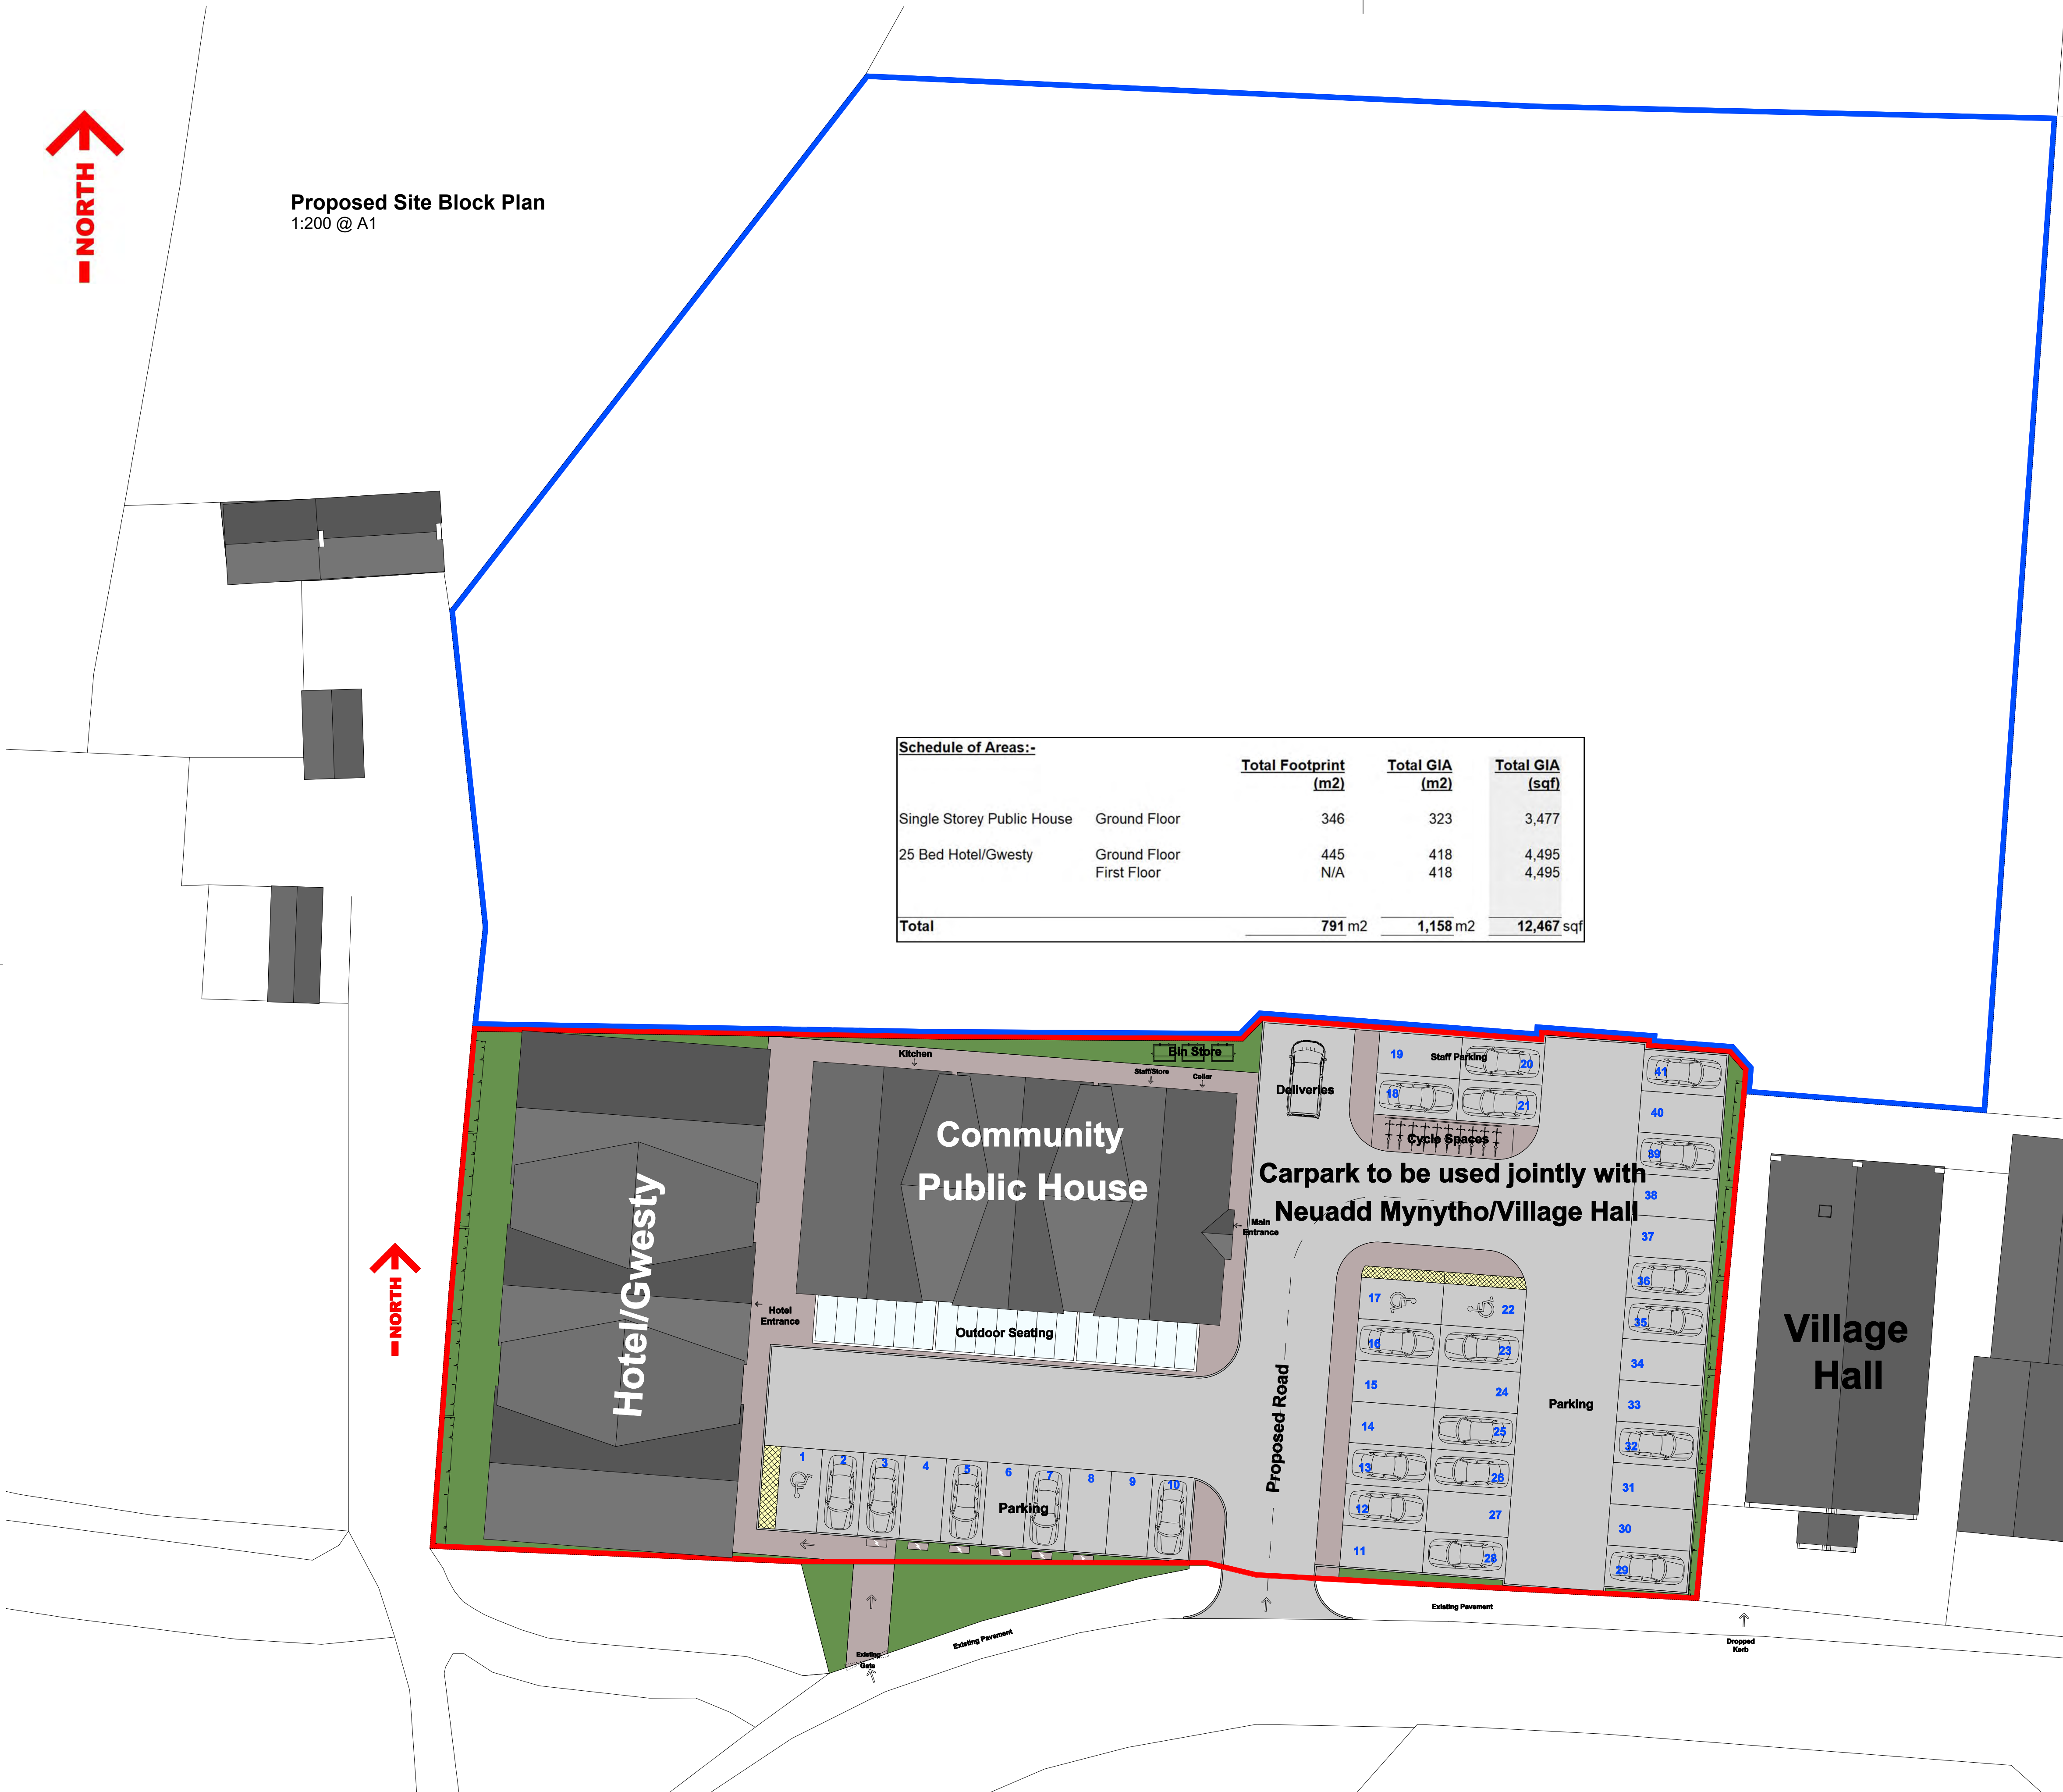 NORTH
Proposed Site Block Plan
1:200 @ A1
Schedule of Areas:-
Total Footprint Total GIA Total GIA
(m2) (m2) (sqf)
Single Storey Public House Ground Floor 346 323 3,477
25 Bed Hotel/Gwesty Ground Floor 445 418 4,495
First Floor N/A 418 4,495
Total 791 m2 1,158 m2 12,467 sqf
Kitchen
Bin Store
Staff/Store
Cellar
Deliveries
19
Staff Parking
20
18
21
Cycle Spaces
41
40
39
38
37
36
35
34
33
32
31
30
29
Community
Public House
Carpark to be used jointly with
Neuadd Mynytho/Village Hall
Main
Entrance
Hotel/Gwesty
NORTH
Hotel
Entrance
Outdoor Seating
Proposed Road
17
22
16
23
15
24
14
25
13
26
12
27
11
28
Parking
Village
Hall
1
2
3
4
5
6
7
8
9
10
Parking
Existing Pavement
Existing Pavement
Existing
Gate
Dropped
Kerb